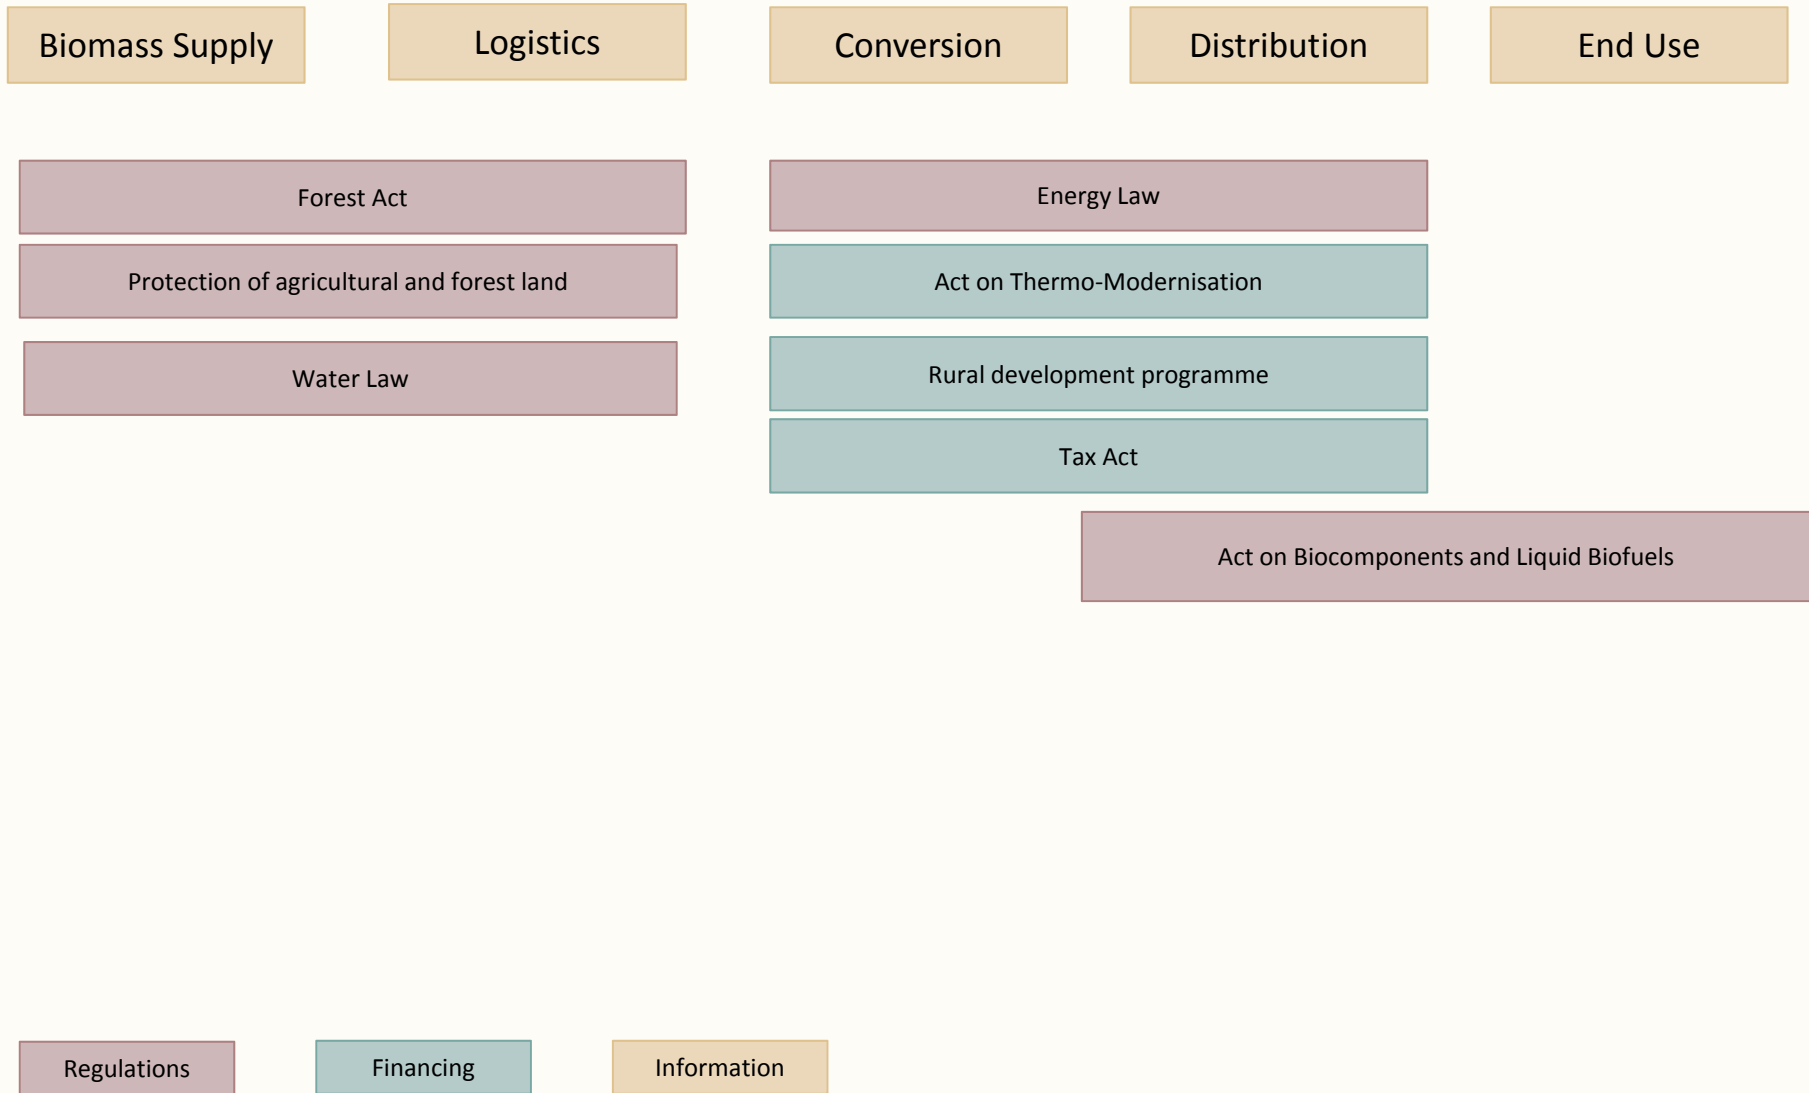 Biomass Supply
Logistics
Conversion
Distribution
End Use
Forest Act
Energy Law
Protection of agricultural and forest land
Act on Thermo-Modernisation
Water Law
Rural development programme
Tax Act
Act on Biocomponents and Liquid Biofuels
Regulations
Financing
Information